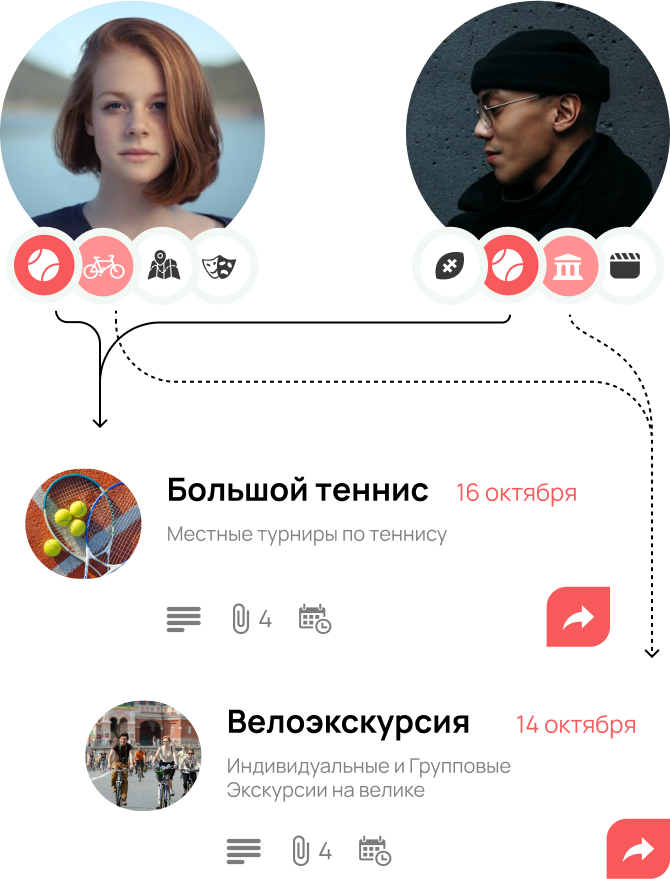 Большой теннис 16 октября
Местные турниры по теннису
4
Велоэкскурсия 14 октября
Индивидуальные и Групповые
Экскурсии на велике
4